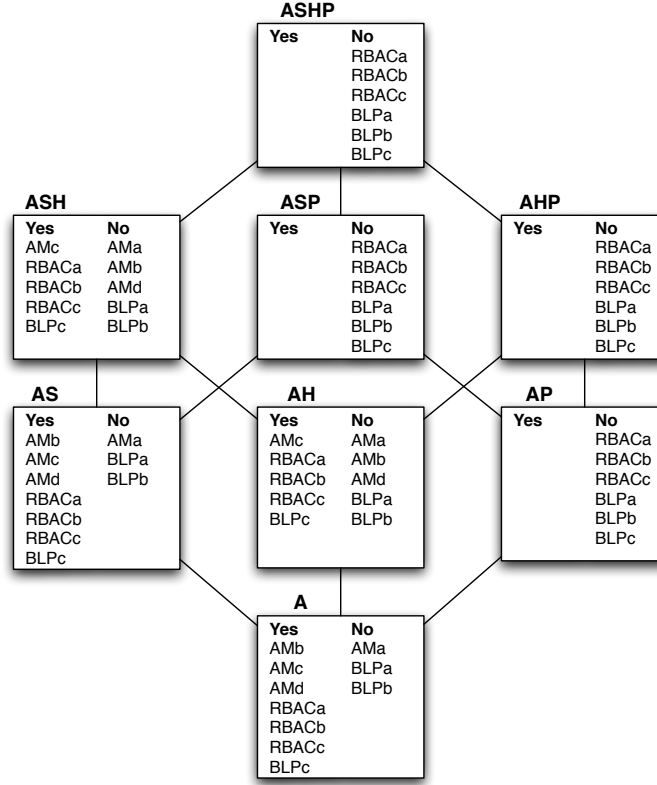 ASHP
Yes No
RBACa
RBACb
RBACc
BLPa
BLPb
BLPc
ASH
Yes No
AMc AMa
RBACa AMb
RBACb AMd
RBACc BLPa
BLPc BLPb
ASP
Yes No
RBACa
RBACb
RBACc
BLPa
BLPb
BLPc
AHP
Yes No
RBACa
RBACb
RBACc
BLPa
BLPb
BLPc
AS
Yes No
AMb AMa
AMc BLPa
AMd BLPb
RBACa
RBACb
RBACc
BLPc
AH
Yes No
AMc AMa
RBACa AMb
RBACb AMd
RBACc BLPa
BLPc BLPb
AP
Yes No
RBACa
RBACb
RBACc
BLPa
BLPb
BLPc
A
Yes No
AMb AMa
AMc BLPa
AMd BLPb
RBACa
RBACb
RBACc
BLPc